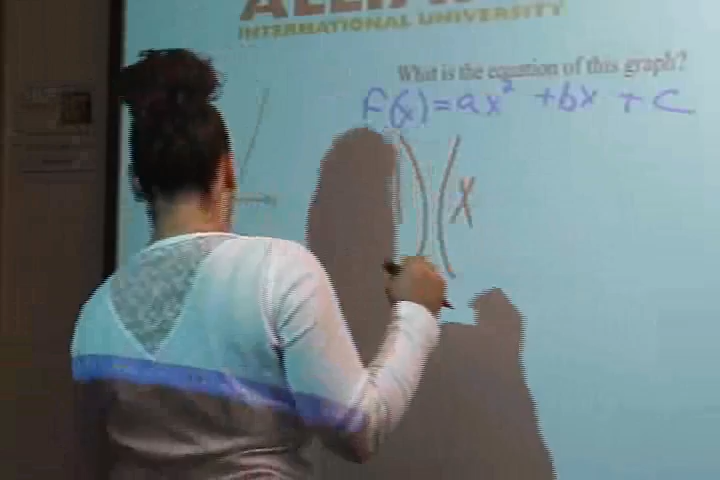 INTERNATIONAL UNIVERSITY
What is the equation of this graph?
F(x)=ax² +bx + c
)(x